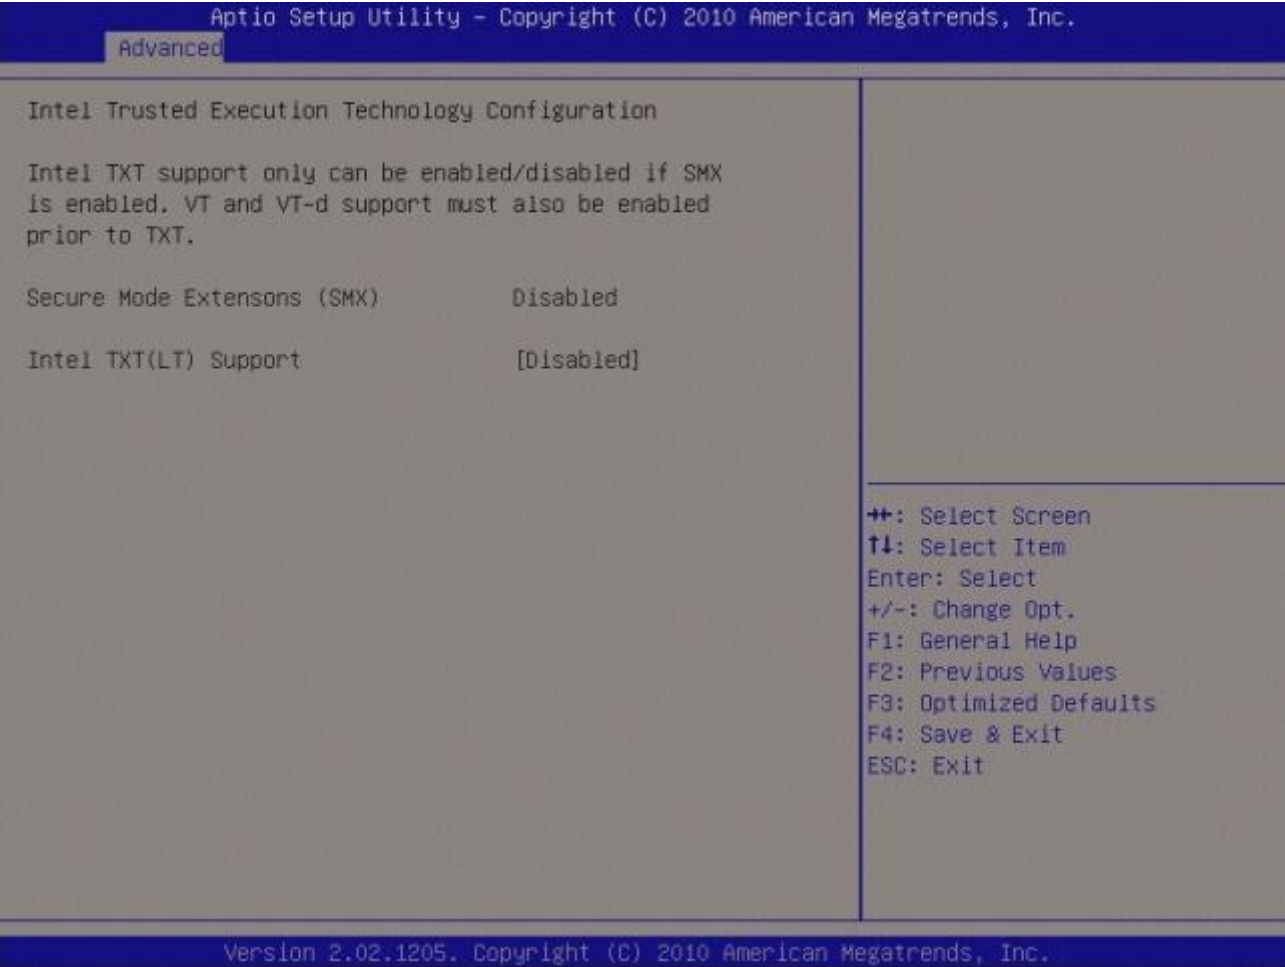 Aptio Setup Utility – Copyright (C) 2010 American Megatrends, Inc.
Advanced
Intel Trusted Execution Technology Configuration
Intel TXT support only can be enabled/disabled if SMX
is enabled. VT and VT-d support must also be enabled
prior to TXT.
Secure Mode Extensons (SMX) Disabled
Intel TXT(LT) Support [Disabled]
→←: Select Screen
↑↓: Select Item
Enter: Select
+/-: Change Opt.
F1: General Help
F2: Previous Values
F3: Optimized Defaults
F4: Save & Exit
ESC: Exit
Version 2.02.1205. Copyright (C) 2010 American Megatrends, Inc.